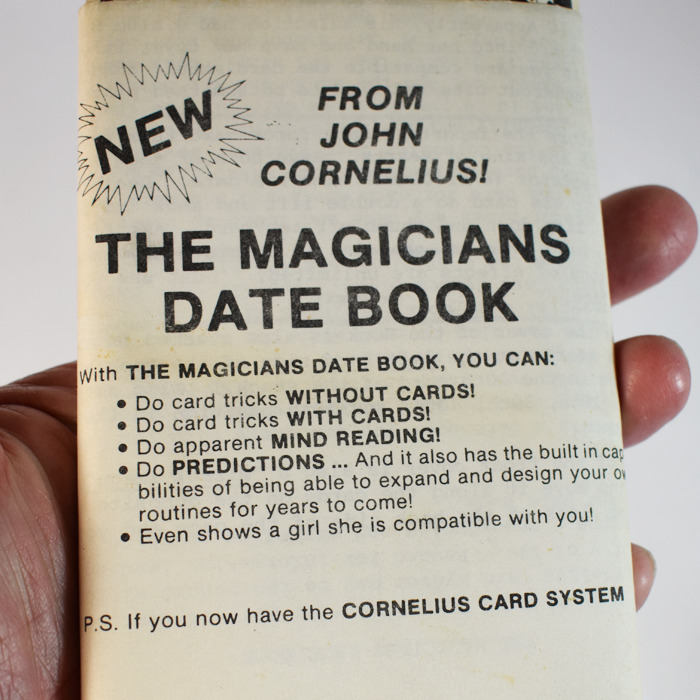 NEW
FROM
JOHN
CORNELIUS!
THE MAGICIANS
DATE BOOK
With THE MAGICIANS DATE BOOK, YOU CAN:
• Do card tricks WITHOUT CARDS!
• Do card tricks WITH CARDS!
• Do apparent MIND READING!
• Do PREDICTIONS ... And it also has the built in cap
bilities of being able to expand and design your ow
routines for years to come!
• Even shows a girl she is compatible with you!
P.S. If you now have the CORNELIUS CARD SYSTEM